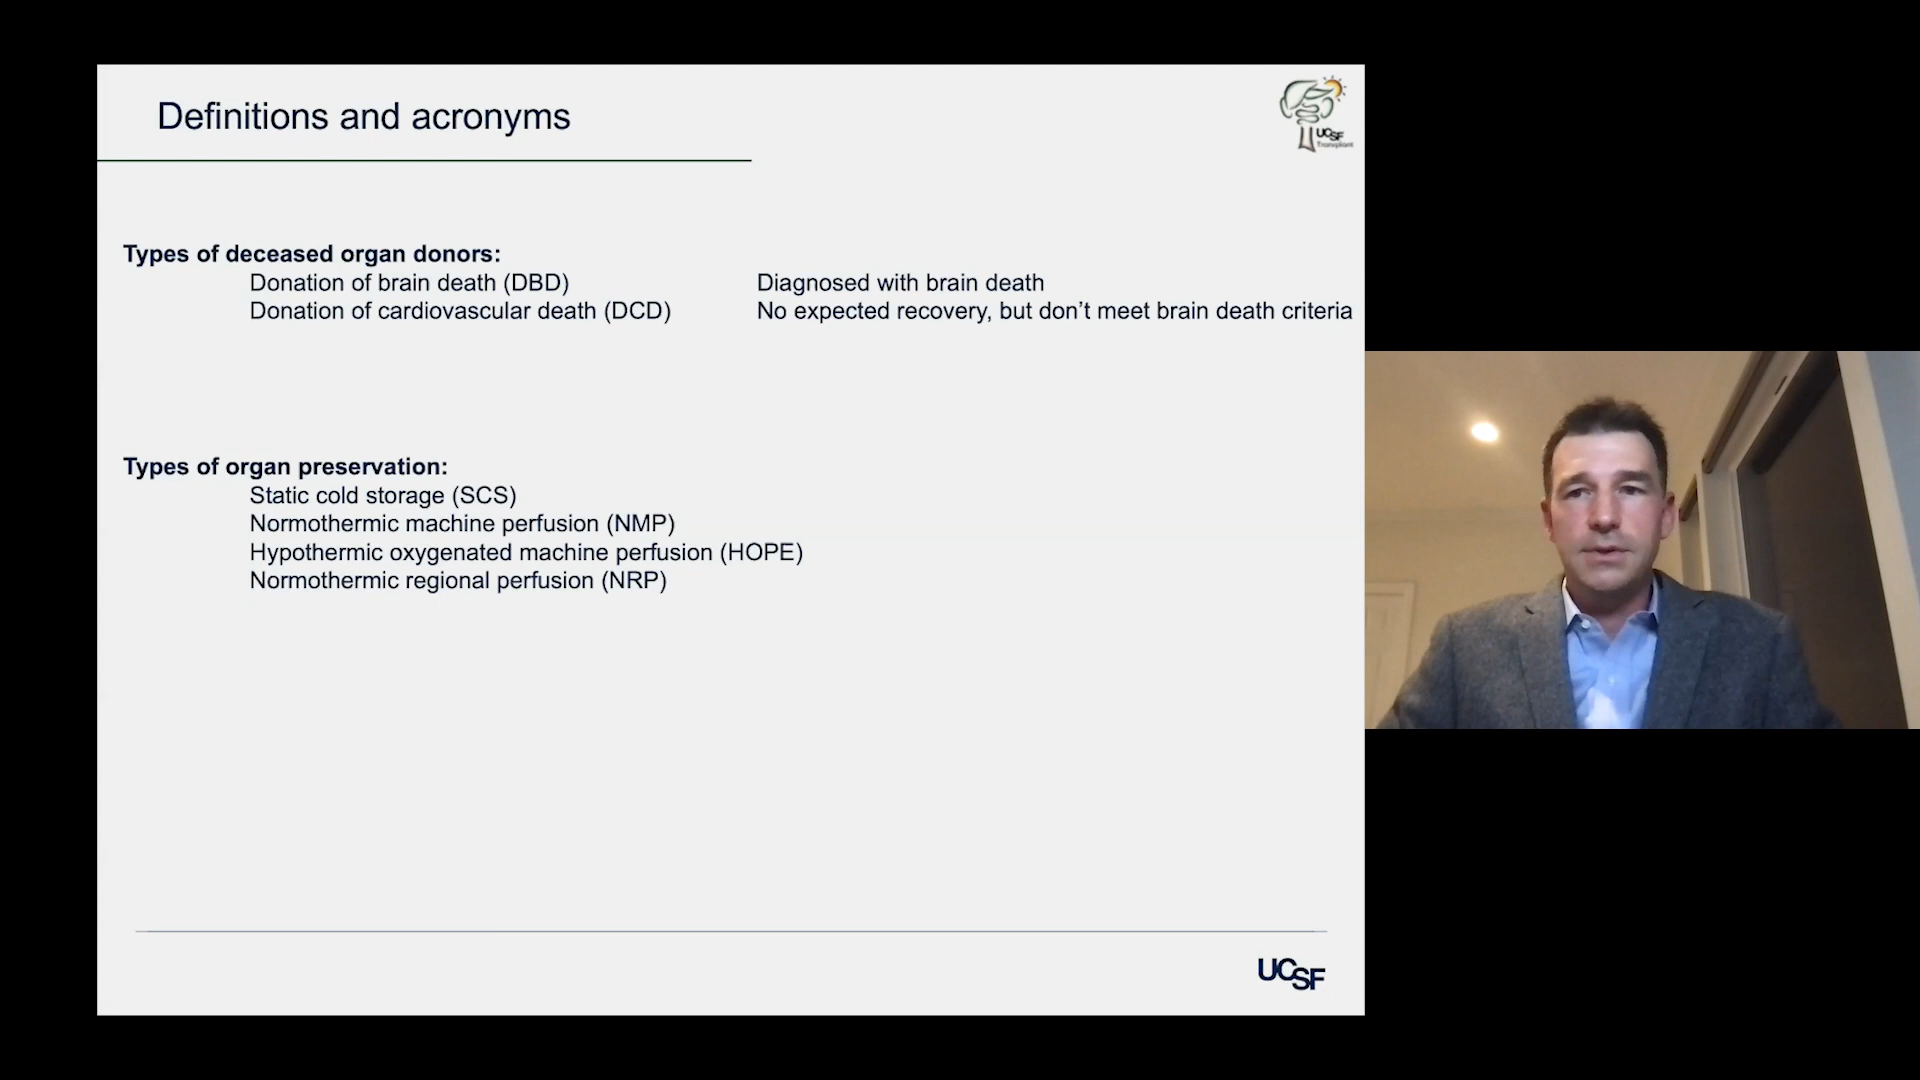 Definitions and acronyms
UCSF
Transplant
Types of deceased organ donors:
Donation of brain death (DBD) Diagnosed with brain death
Donation of cardiovascular death (DCD) No expected recovery, but don’t meet brain death criteria
Types of organ preservation:
Static cold storage (SCS)
Normothermic machine perfusion (NMP)
Hypothermic oxygenated machine perfusion (HOPE)
Normothermic regional perfusion (NRP)
UCSF